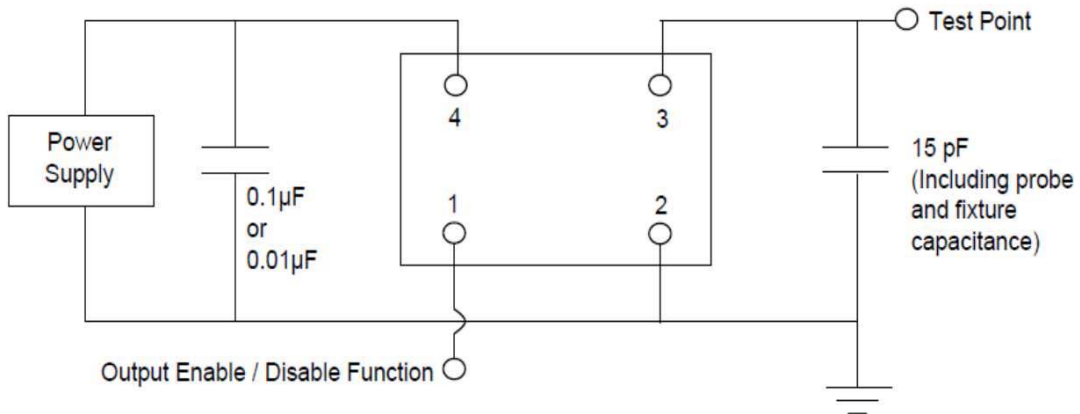 Test Point
4
3
Power
Supply
15 pF
(Including probe
and fixture
capacitance)
0.1µF
or
0.01µF
1
2
Output Enable / Disable Function